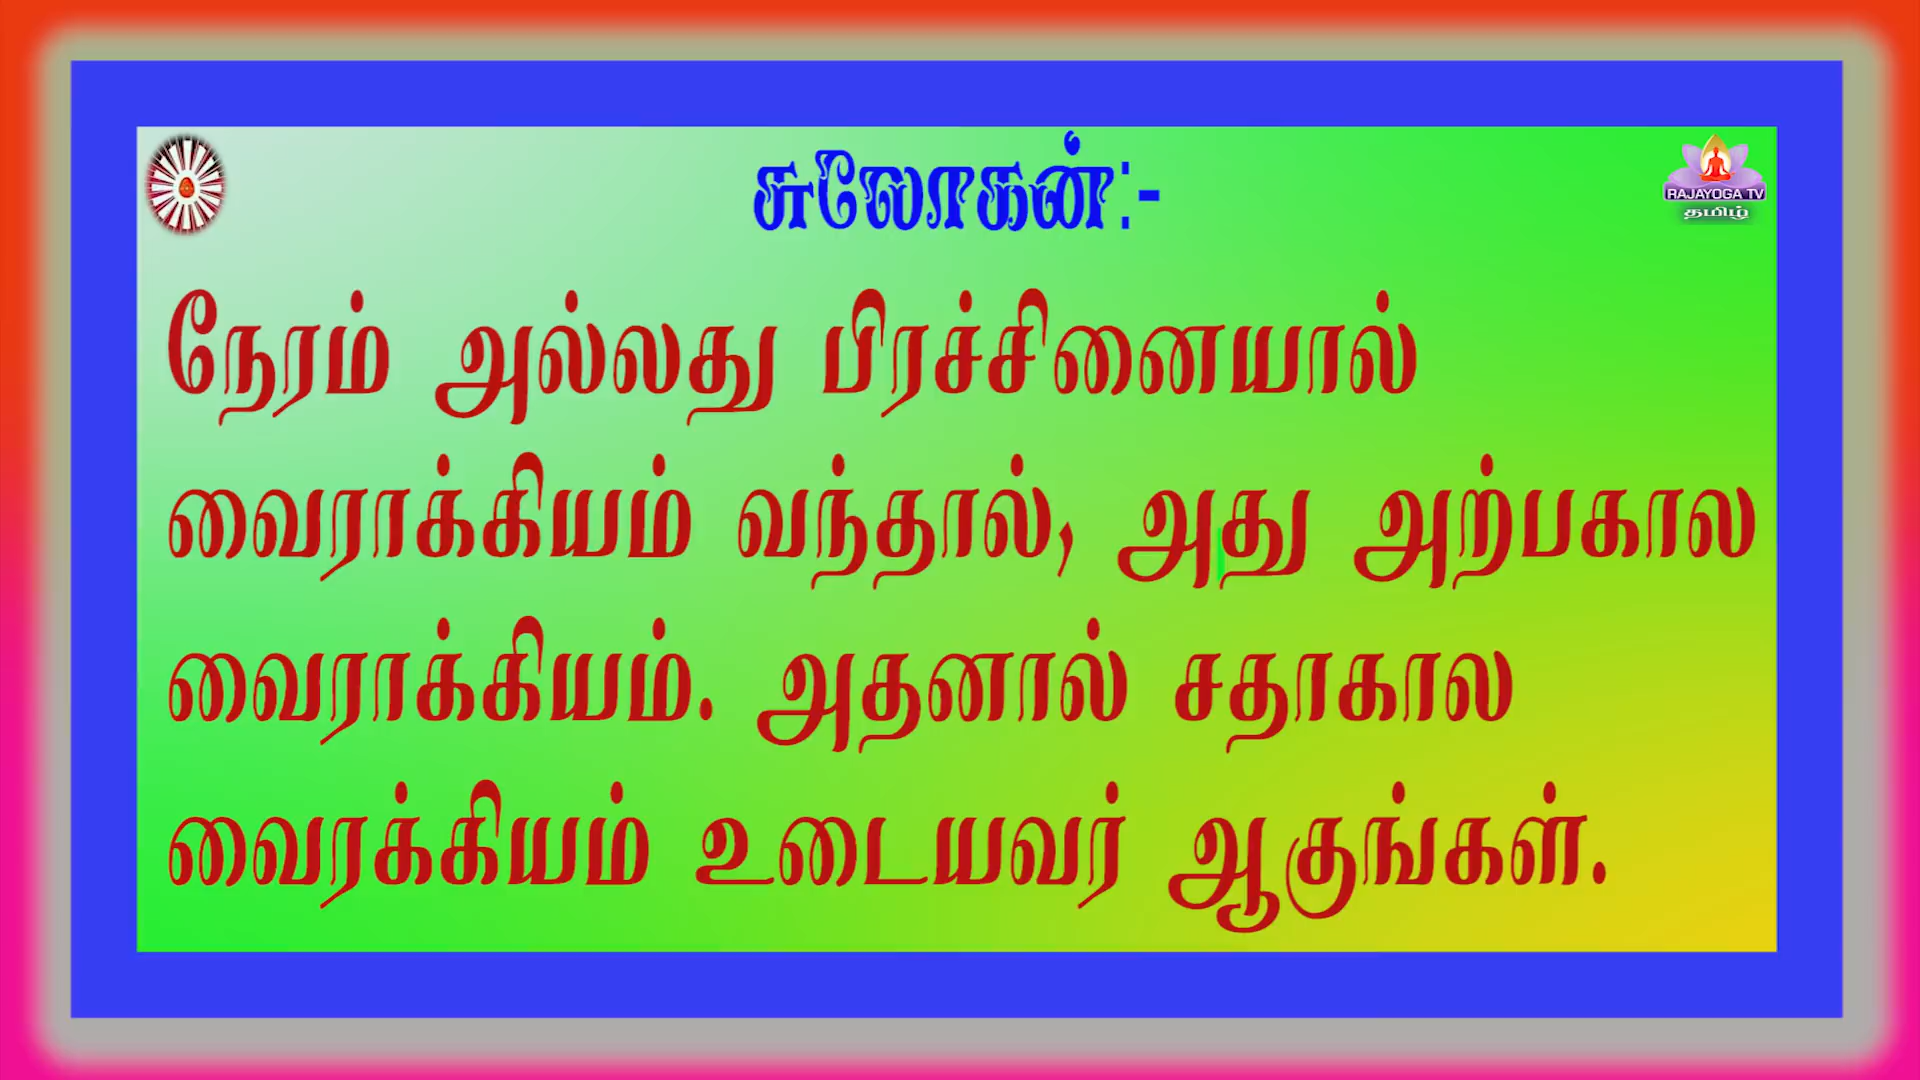 சுலோகன்:-
RAJAYOGA TV
தமிழ்
நேரம் அல்லது பிரச்சினையால்
வைராக்கியம் வந்தால், அது அற்பகால
வைராக்கியம். அதனால் சதாகால
வைரக்கியம் உடையவர் ஆகுங்கள்.